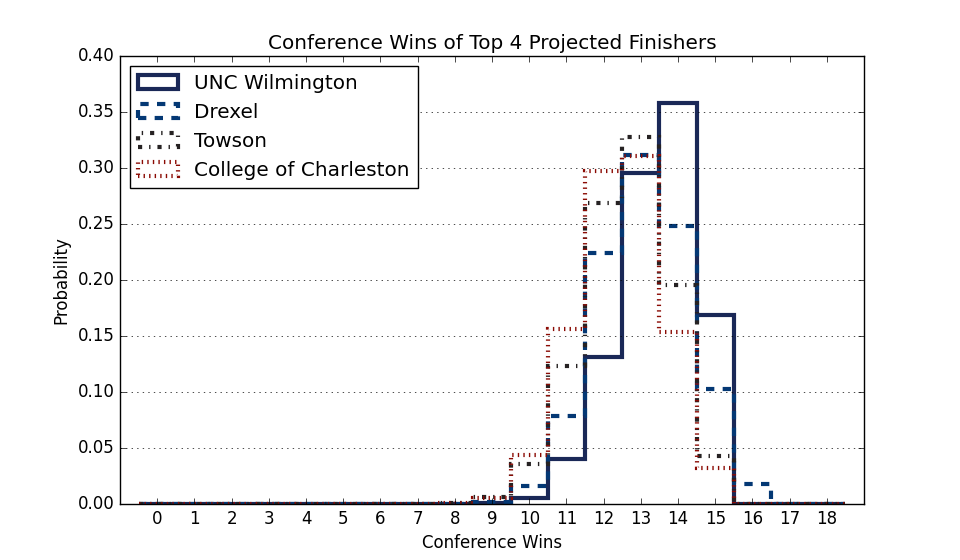 Conference Wins of Top 4 Projected Finishers
UNC Wilmington
Drexel
Towson
College of Charleston
0.40
0.35
0.30
0.25
0.20
0.15
0.10
0.05
0.00
Probability
0 1 2 3 4 5 6 7 8 9 10 11 12 13 14 15 16 17 18
Conference Wins